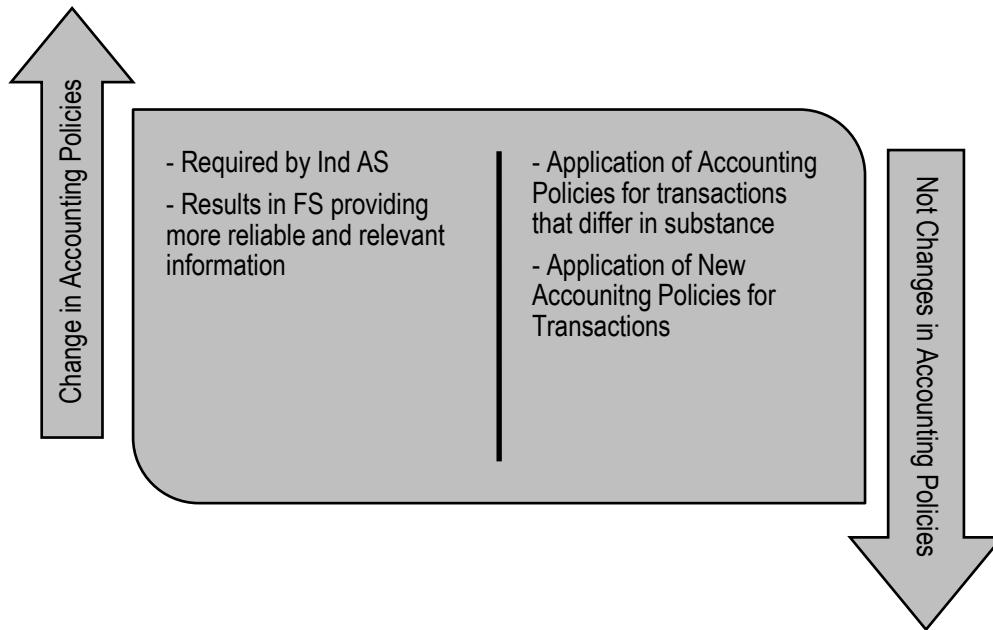 Change in Accounting Policies
- Required by Ind AS
- Results in FS providing
more reliable and relevant
information
- Application of Accounting
Policies for transactions
that differ in substance
- Application of New
Accounitng Policies for
Transactions
Not Changes in Accounting Policies